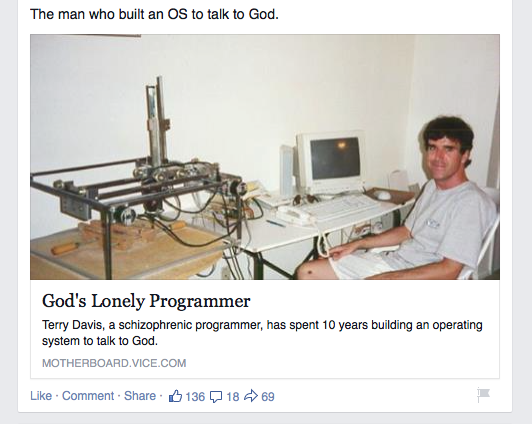 The man who built an OS to talk to God.
God's Lonely Programmer
Terry Davis, a schizophrenic programmer, has spent 10 years building an operating
system to talk to God.
MOTHERBOARD.VICE.COM
Like · Comment · Share · 136 18 69